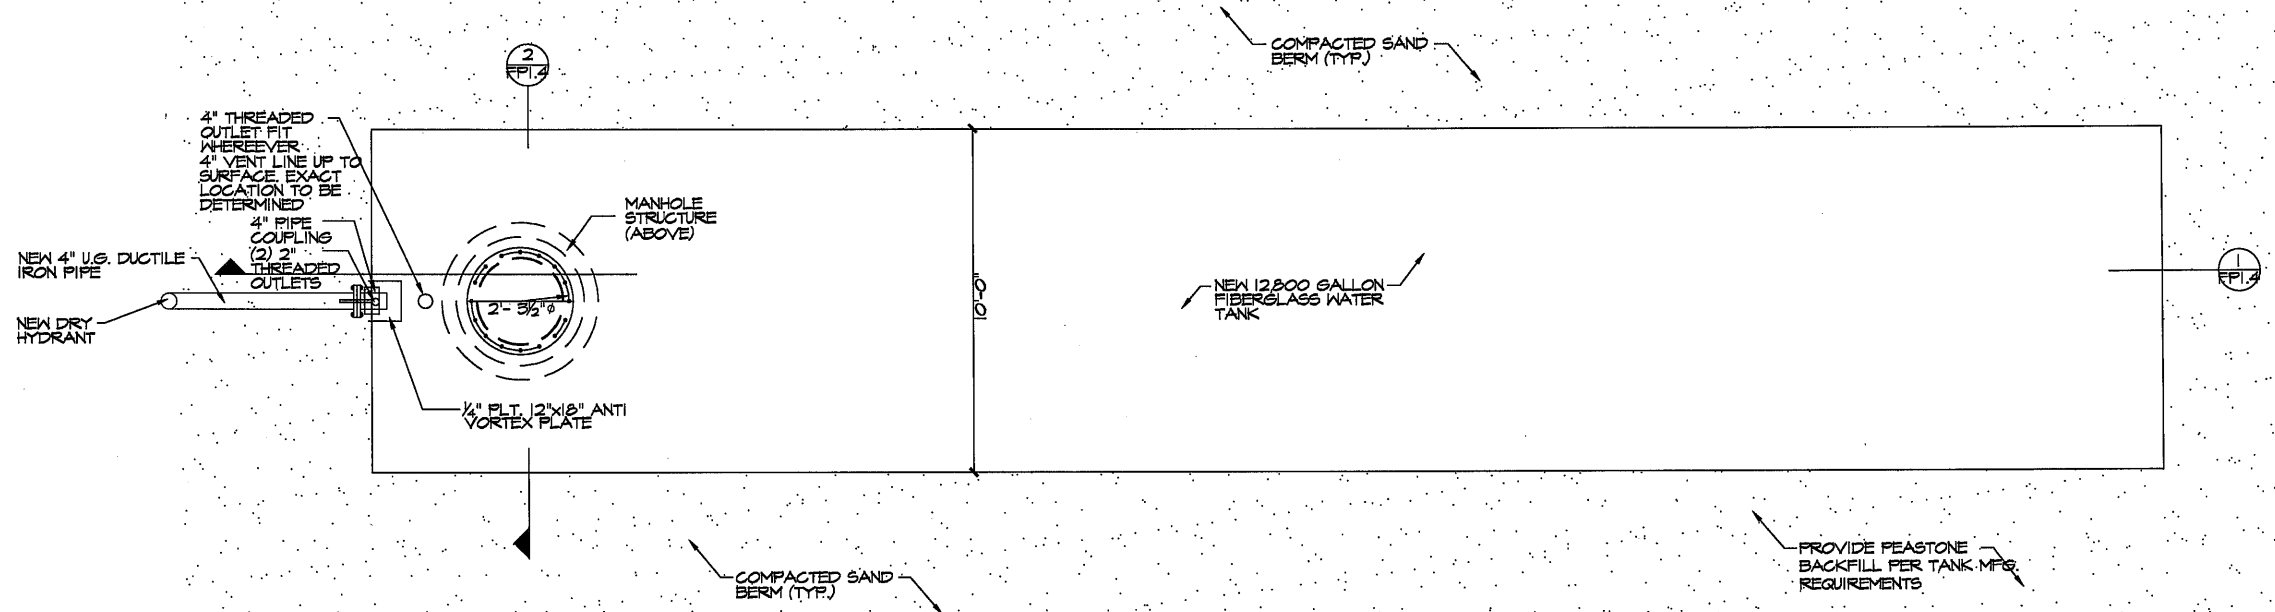 COMPACTED SAND
BERM (TYP.)
2
FP1.4
4" THREADED
OUTLET FIT
WHEREEVER
4" VENT LINE UP TO
SURFACE. EXACT
LOCATION TO BE
DETERMINED
4" PIPE
COUPLING
(2) 2"
THREADED
OUTLETS
MANHOLE
STRUCTURE
(ABOVE)
NEW 4" U.G. DUCTILE
IRON PIPE
NEW DRY
HYDRANT
2'- 3½"ø
NEW 12,800 GALLON
FIBERGLASS WATER
TANK
1
FP1.4
¼" PLT. 12"x18" ANTI
VORTEX PLATE
COMPACTED SAND
BERM (TYP.)
PROVIDE PEASTONE
BACKFILL PER TANK MFG.
REQUIREMENTS